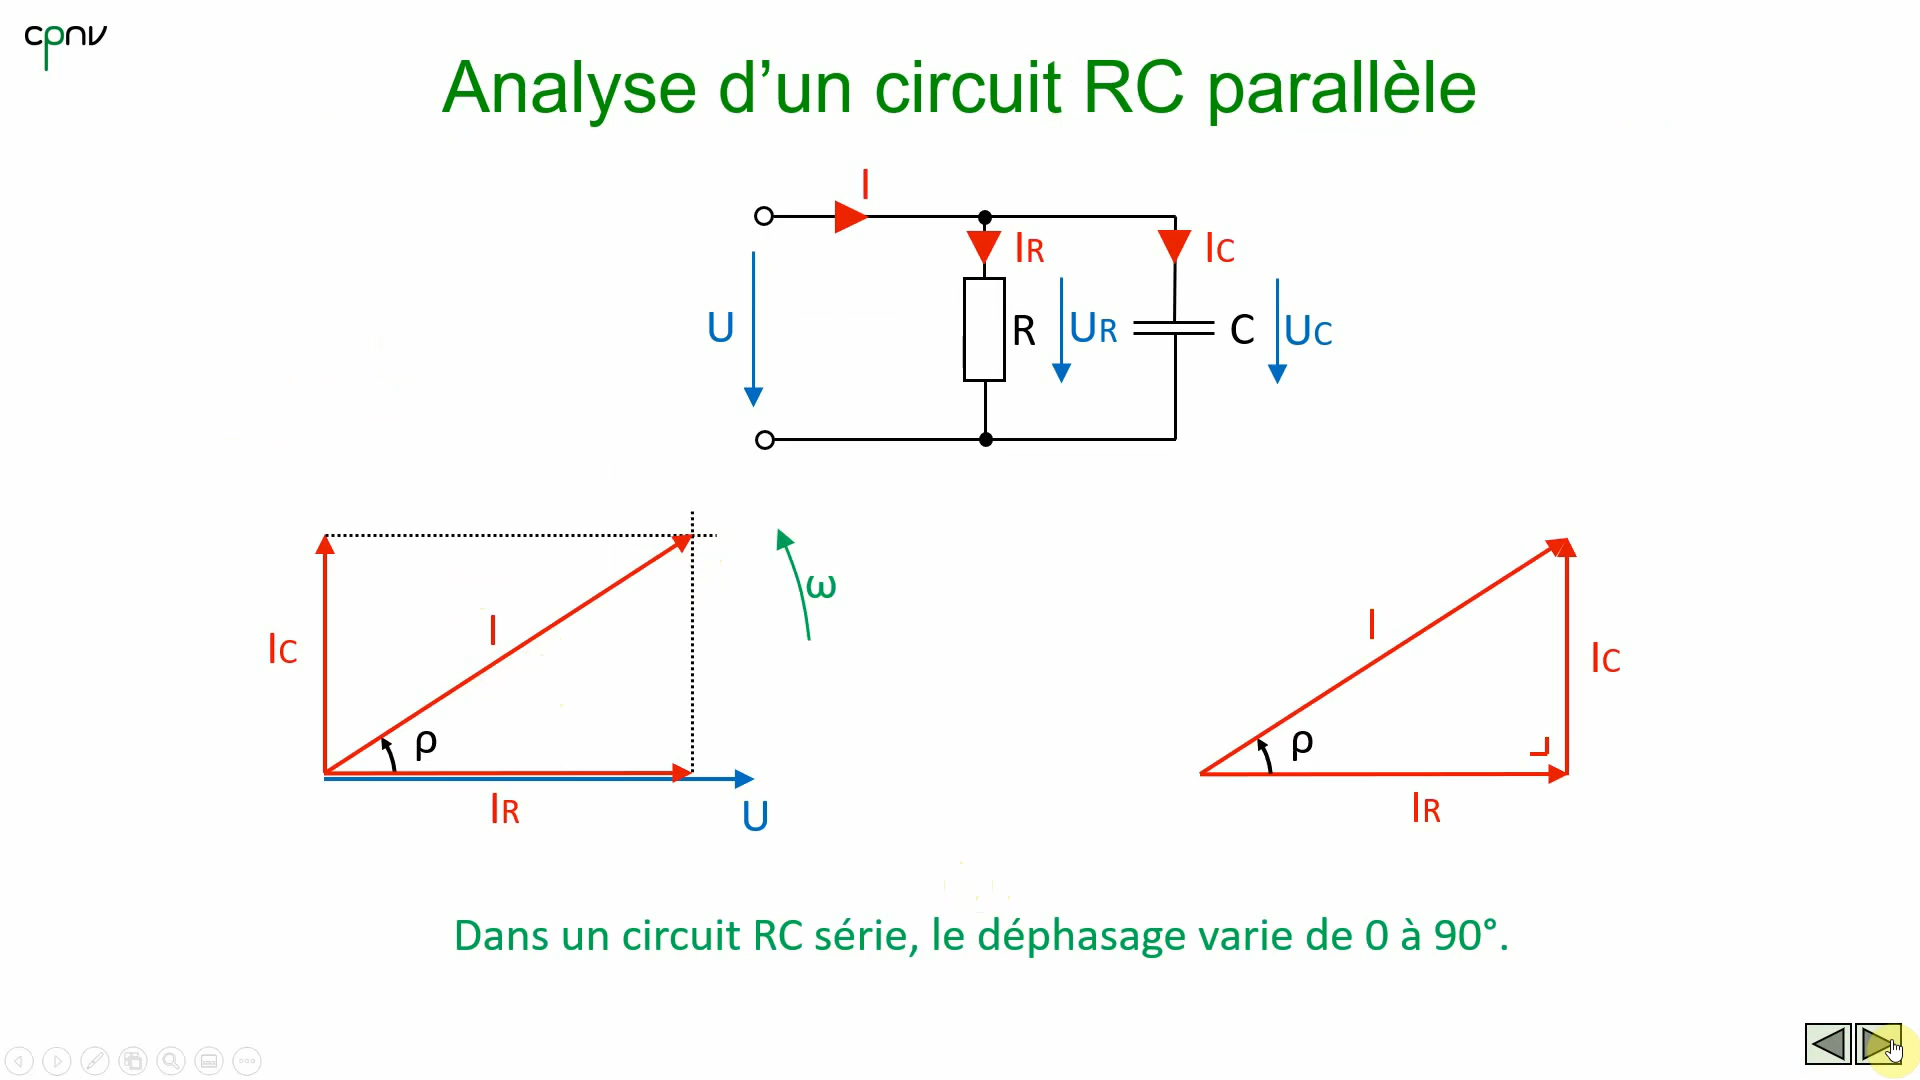 cpnv
Analyse d’un circuit RC parallèle
I
IR
IC
U
R
UR
C
UC
IC
I
ω
ρ
IR
U
I
IC
ρ
IR
Dans un circuit RC série, le déphasage varie de 0 à 90°.